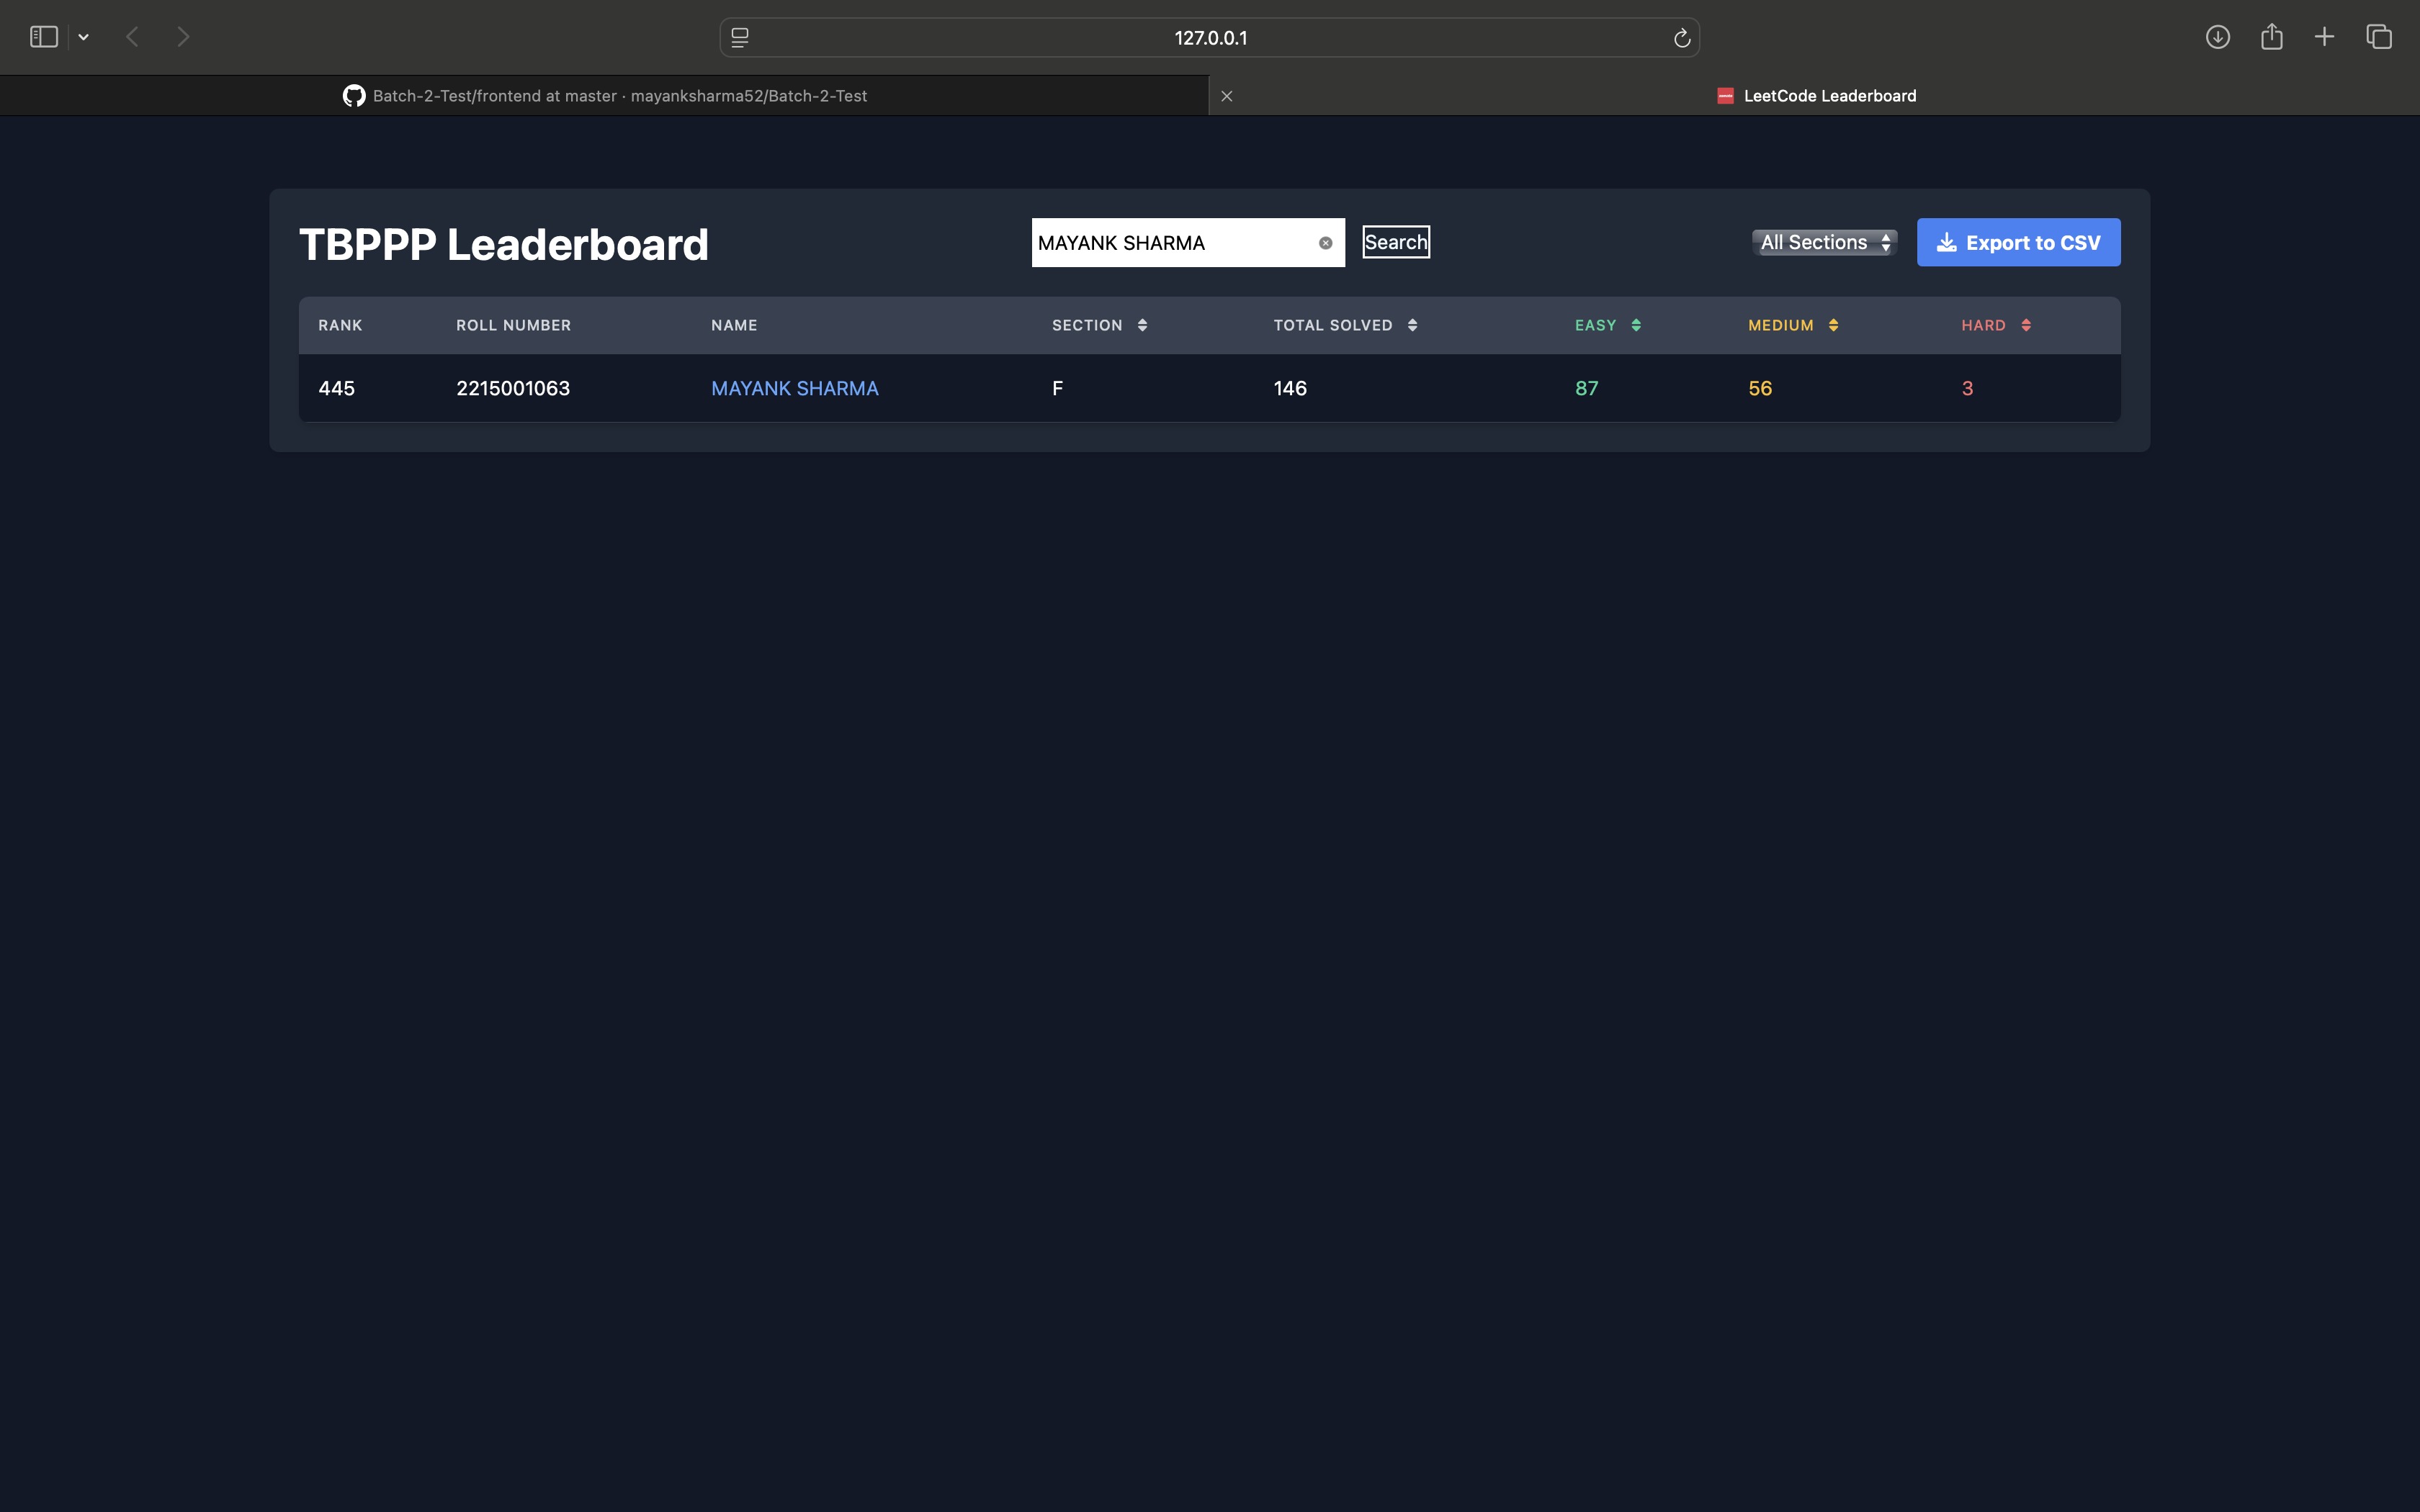 127.0.0.1
Batch-2-Test/frontend at master · mayanksharma52/Batch-2-Test
LeetCode Leaderboard
TBPPP Leaderboard
MAYANK SHARMA
Search
All Sections
Export to CSV
RANK ROLL NUMBER NAME SECTION TOTAL SOLVED EASY MEDIUM HARD
445 2215001063 MAYANK SHARMA F 146 87 56 3